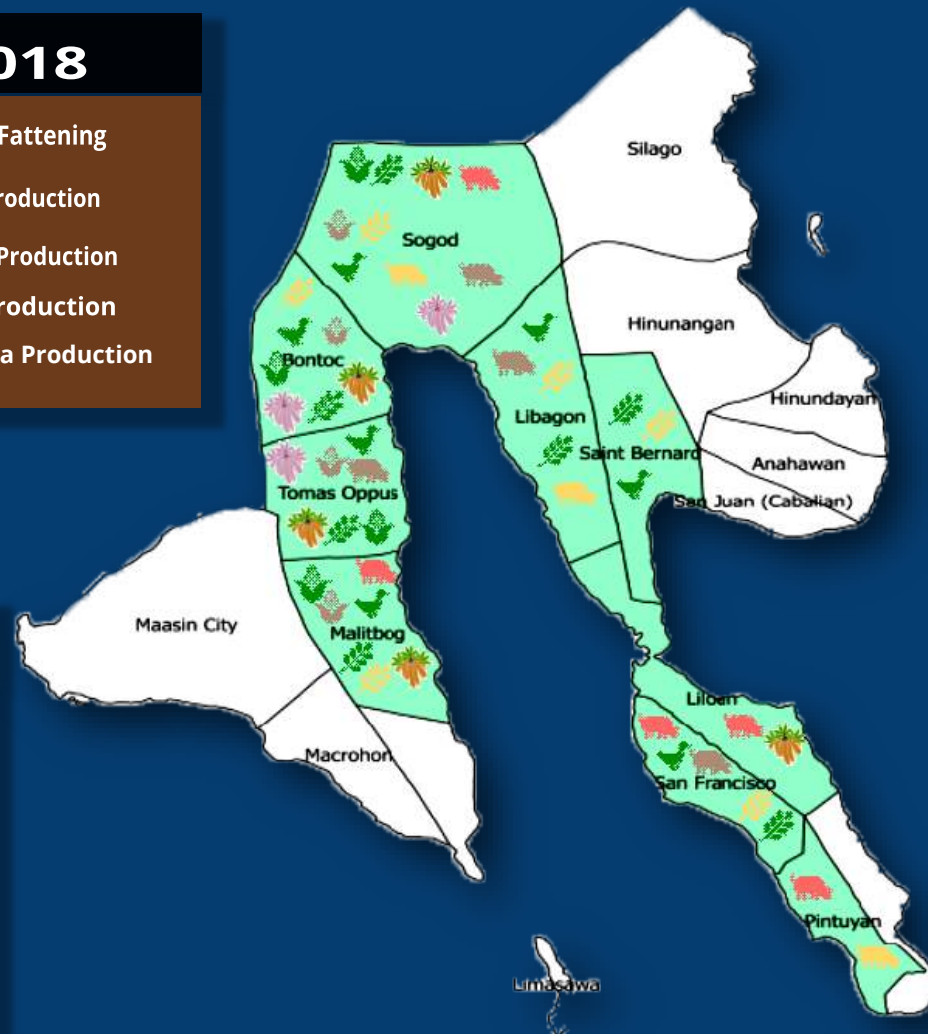 018
Fattening
roduction
Production
roduction
a Production
Silago
Sogod
Hinunangan
Bontoc
Hinundayan
Libagon
Saint Bernard
Anahawan
Tomas Oppus
San Juan (Cabalian)
Maasin City
Malitbog
Liloan
Macrohon
San Francisco
Pintuyan
Limasawa